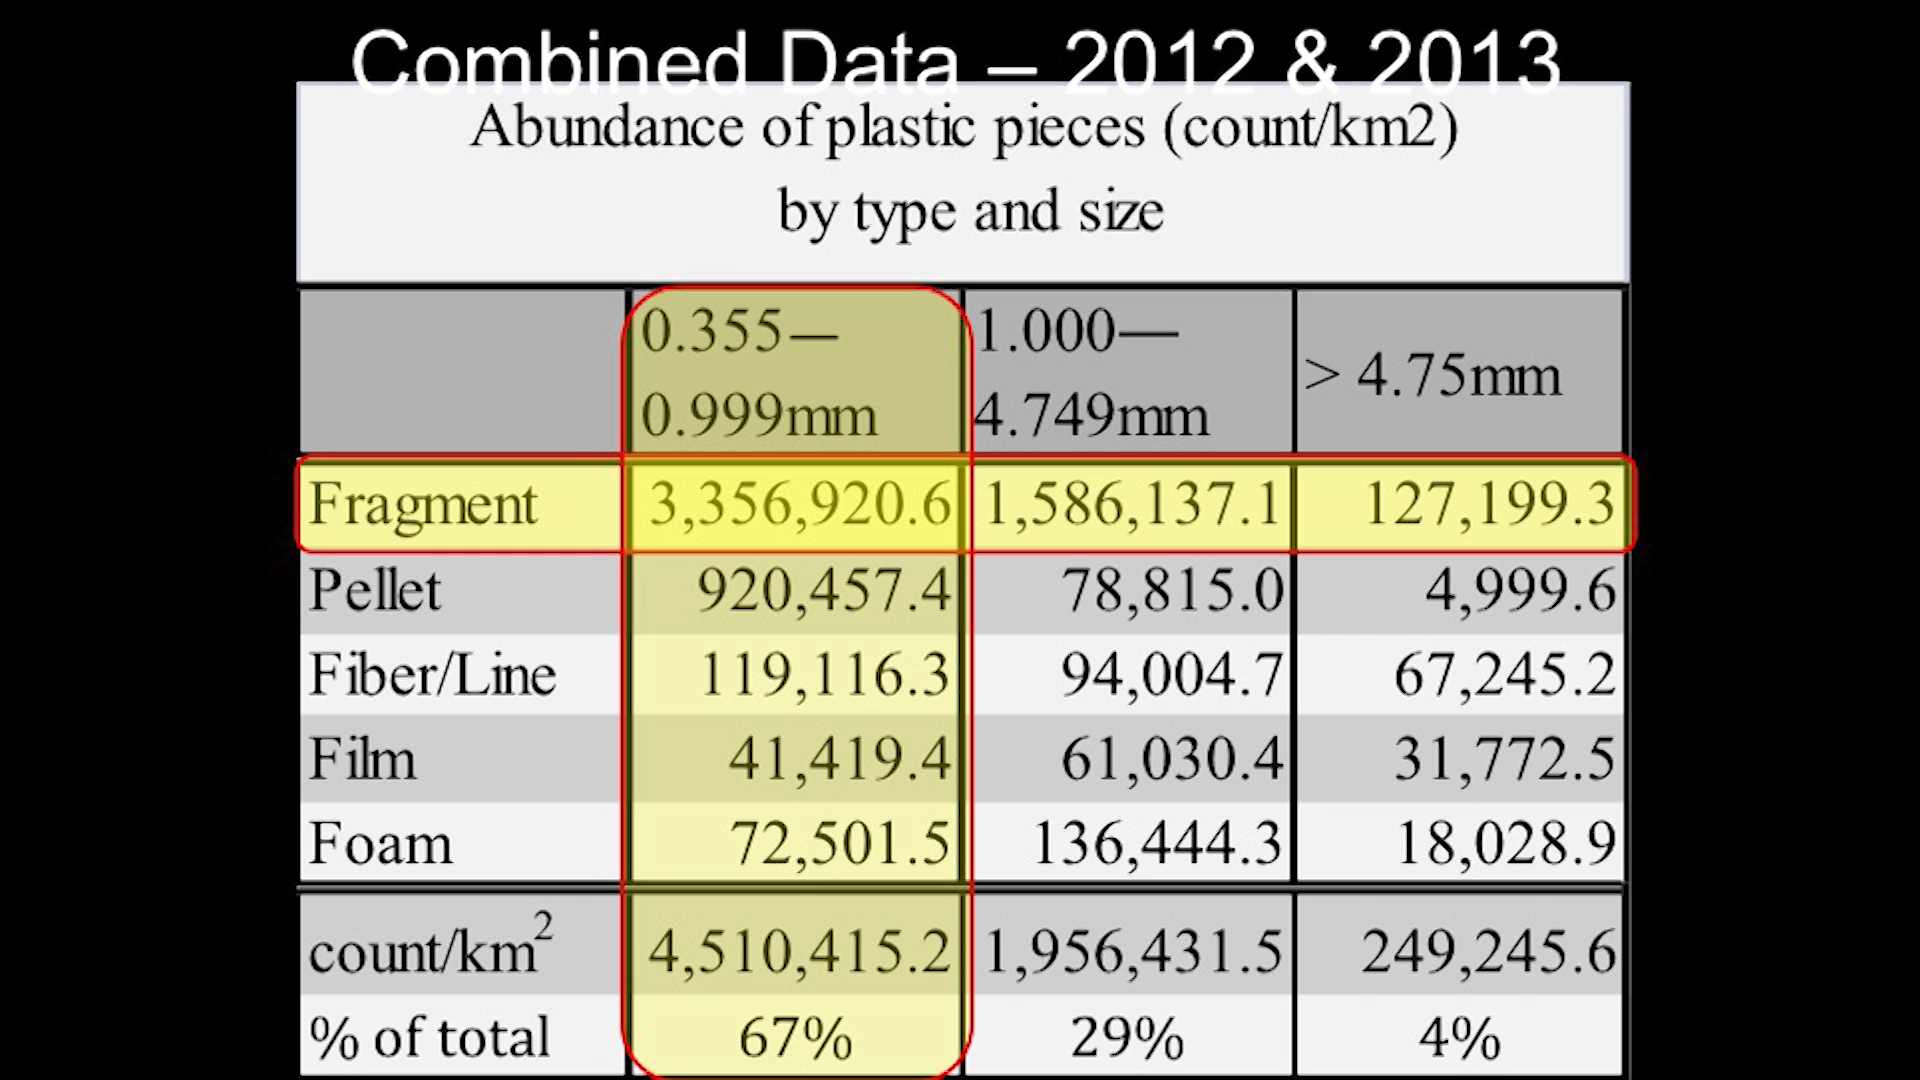 Combined Data – 2012 & 2013
Abundance of plastic pieces (count/km2)
by type and size
0.355— 1.000— > 4.75mm
0.999mm 4.749mm
Fragment 3,356,920.6 1,586,137.1 127,199.3
Pellet 920,457.4 78,815.0 4,999.6
Fiber/Line 119,116.3 94,004.7 67,245.2
Film 41,419.4 61,030.4 31,772.5
Foam 72,501.5 136,444.3 18,028.9
count/km² 4,510,415.2 1,956,431.5 249,245.6
% of total 67% 29% 4%